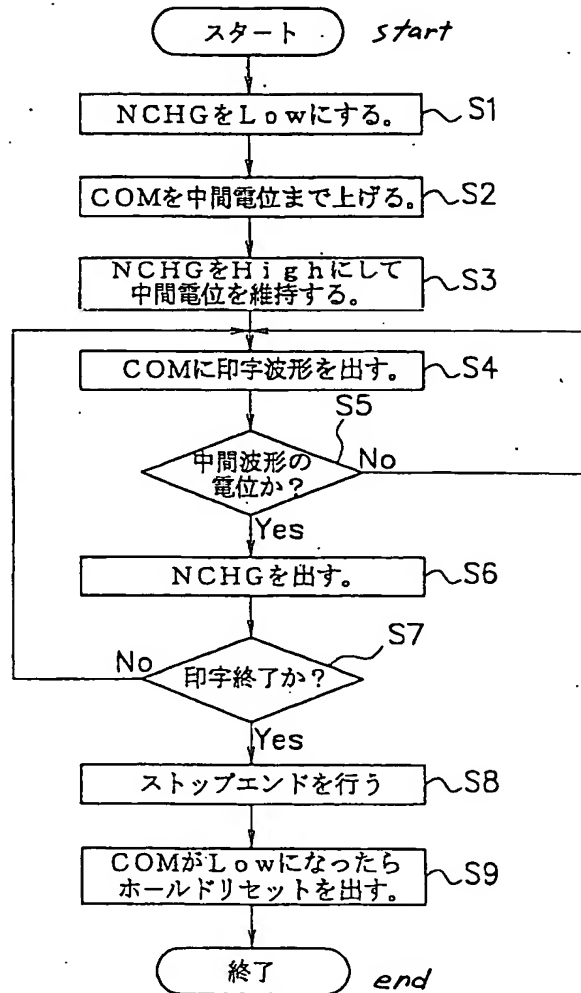 スタート
start
NCHGをLowにする。
S1
COMを中間電位まで上げる。
S2
NCHGをHighにして
中間電位を維持する。
S3
COMに印字波形を出す。
S4
S5
中間波形の
電位か？
No
Yes
NCHGを出す。
S6
S7
No
印字終了か？
Yes
ストップエンドを行う
S8
COMがLowになったら
ホールドリセットを出す。
S9
終了
end